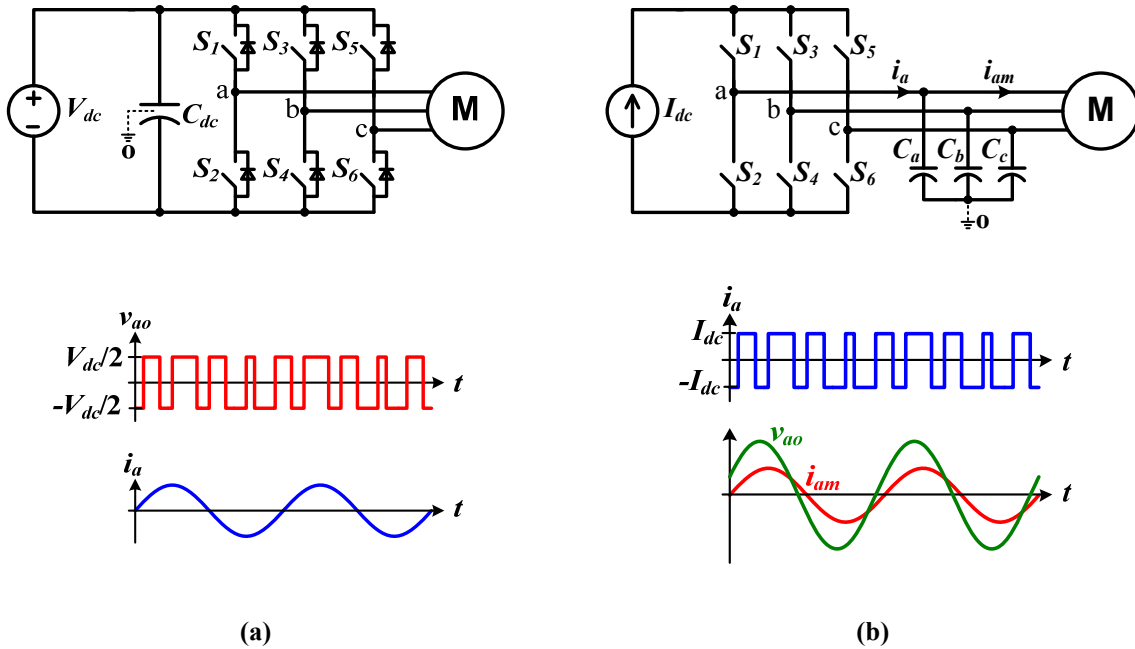 S1 S3 S5
a
b
c
+
−
Vdc
Cdc
o
M
S2 S4 S6
S1 S3 S5
ia iam
a
b
c
Idc
M
S2 S4 S6
Ca Cb Cc
o
vao
Vdc/2
-Vdc/2
t
ia
t
ia
Idc
-Idc
t
vao
iam
t
(a) (b)